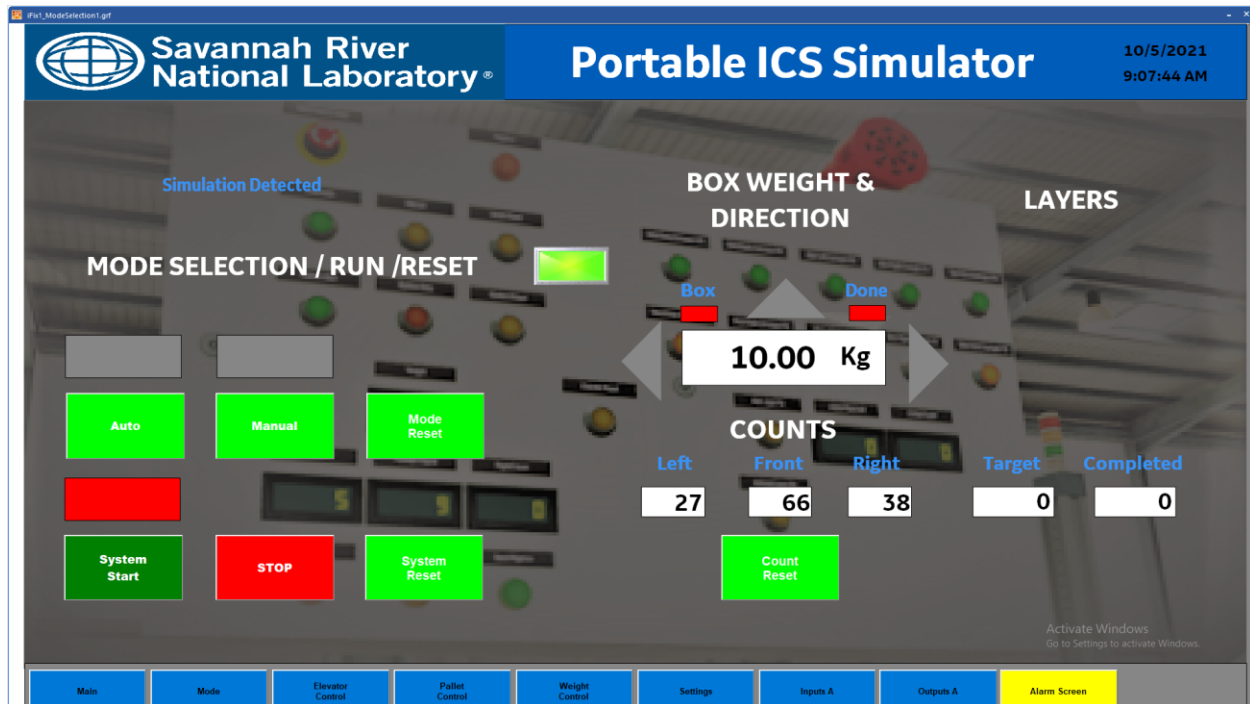 iFix1_ModeSelection1.grf
Savannah River
National Laboratory®
Portable ICS Simulator
10/5/2021
9:07:44 AM
Simulation Detected
BOX WEIGHT &
DIRECTION
LAYERS
MODE SELECTION / RUN /RESET
Box
Done
10.00 Kg
Auto
Manual
Mode
Reset
COUNTS
Left
Front
Right
Target
Completed
27
66
38
0
0
System
Start
STOP
System
Reset
Count
Reset
Activate Windows
Go to Settings to activate Windows.
Main
Mode
Elevator
Control
Pallet
Control
Weight
Control
Settings
Inputs A
Outputs A
Alarm Screen